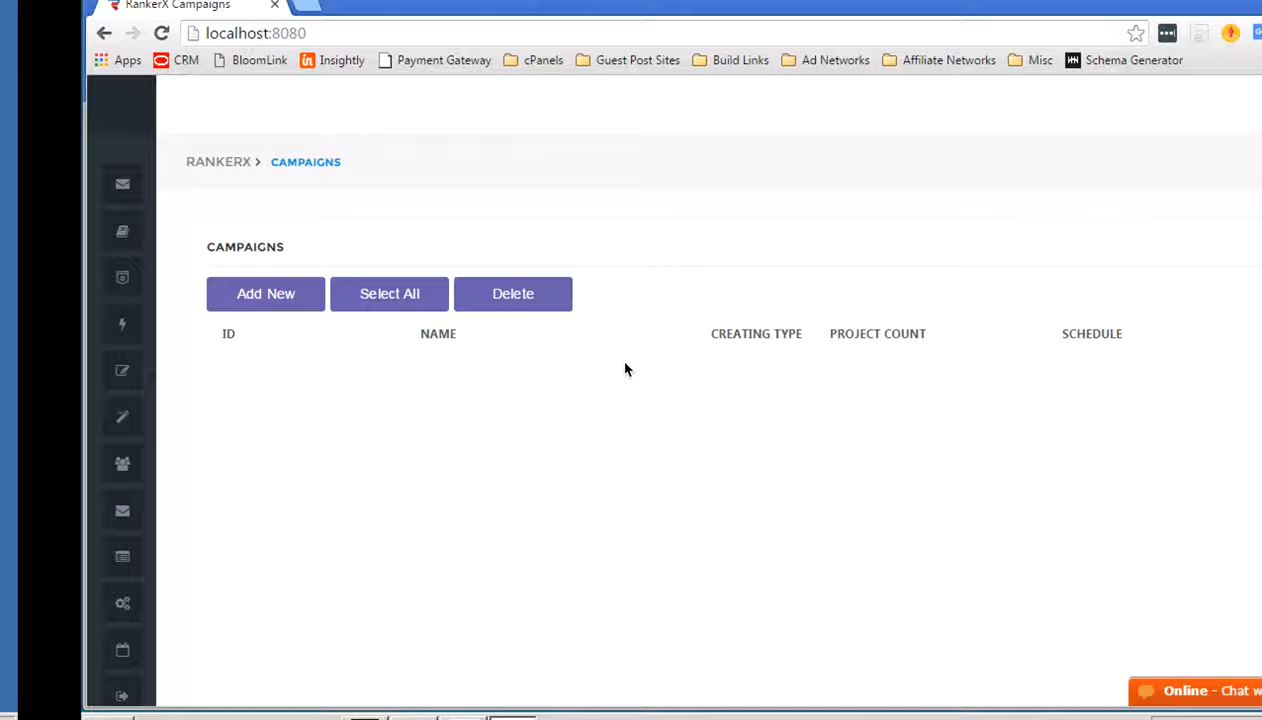 RankerX Campaigns
localhost:8080
Apps CRM BloomLink Insightly Payment Gateway cPanels Guest Post Sites Build Links Ad Networks Affiliate Networks Misc Schema Generator
RANKERX > CAMPAIGNS
CAMPAIGNS
Add New Select All Delete
ID NAME CREATING TYPE PROJECT COUNT SCHEDULE
Online - Chat w